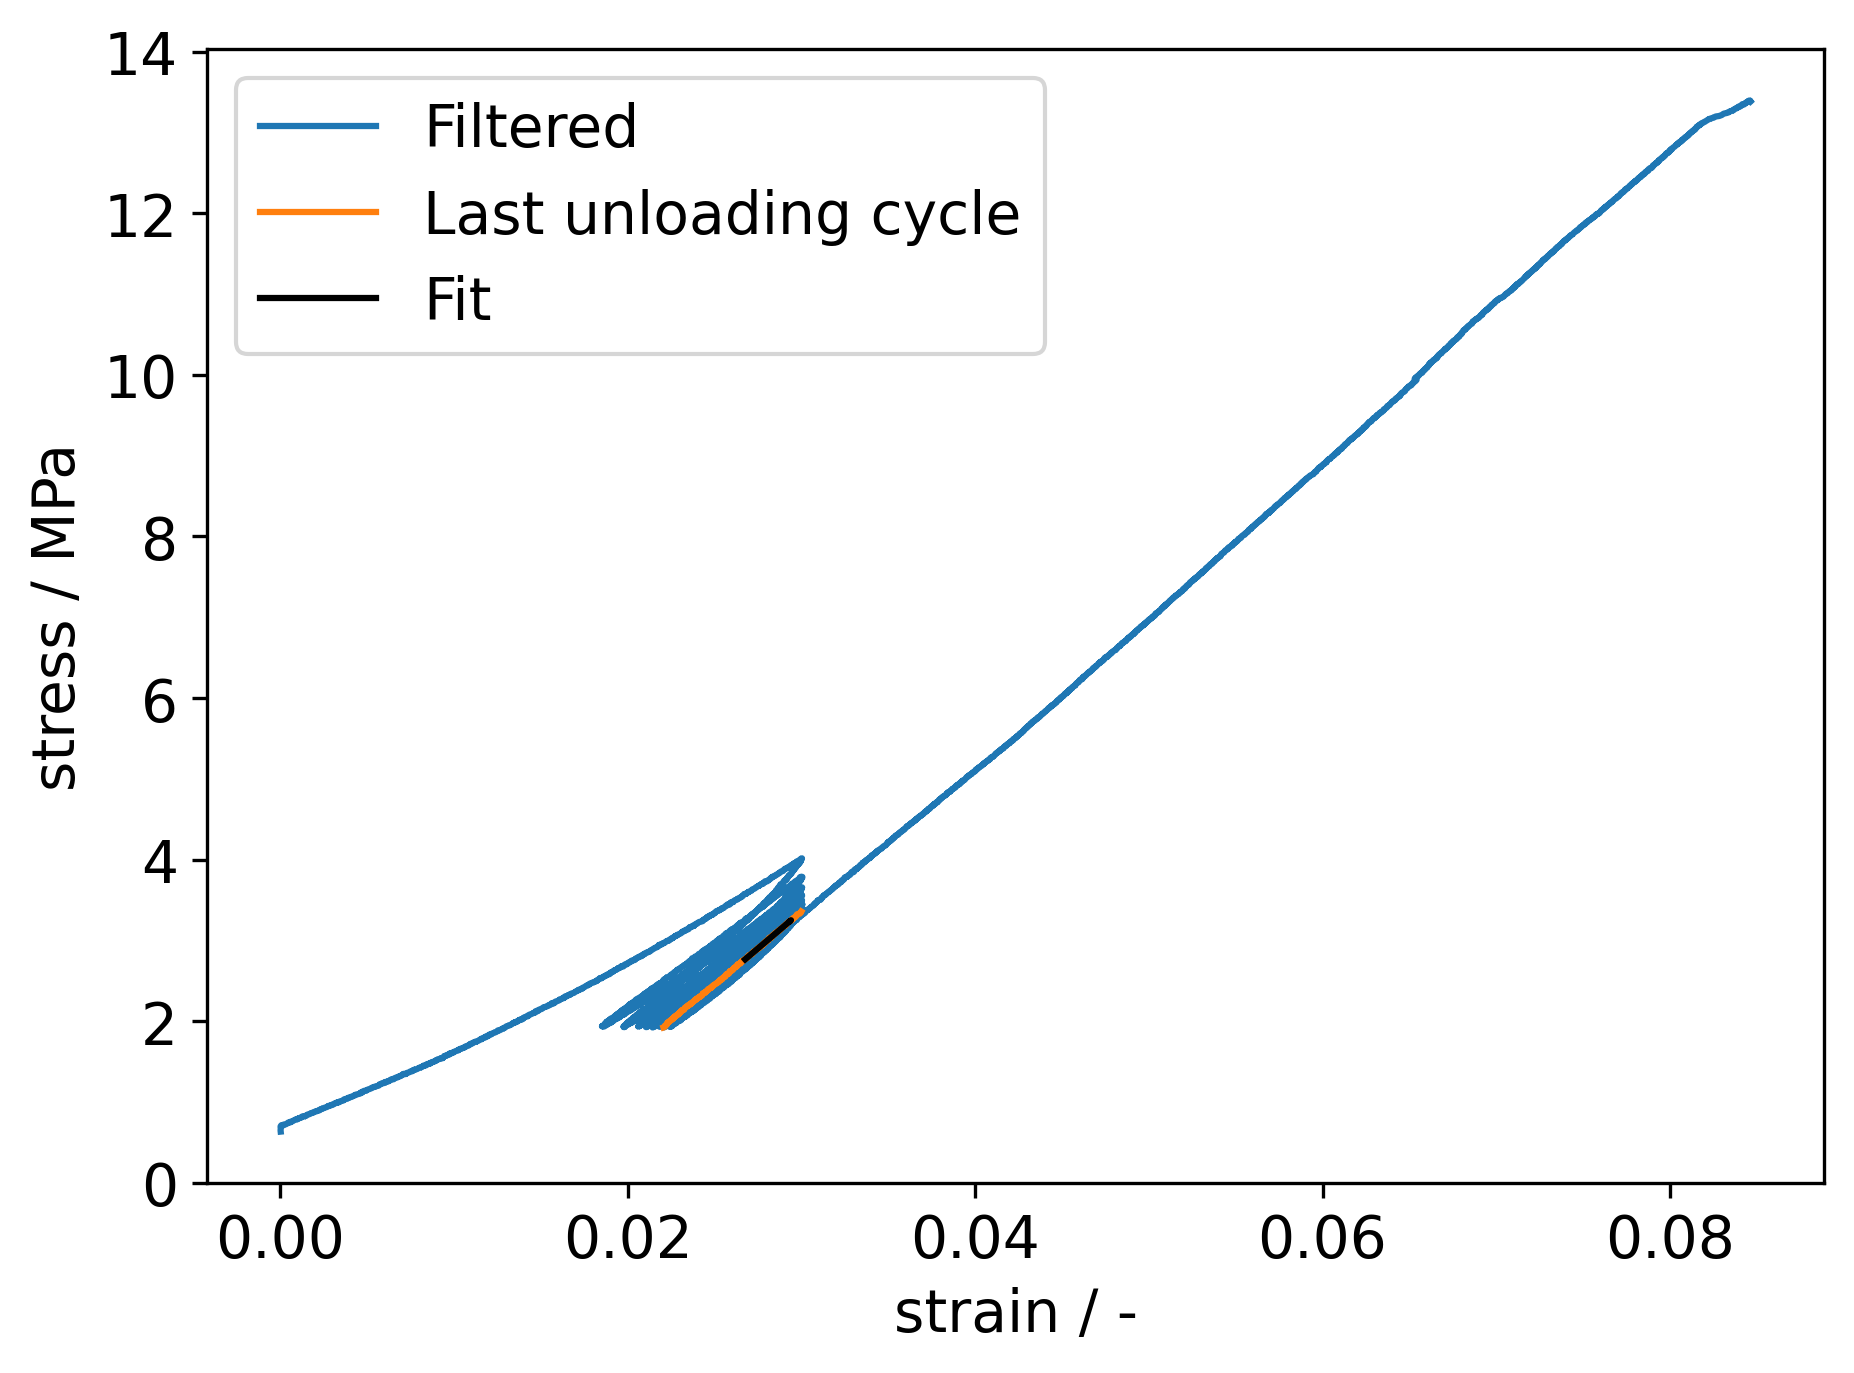 14
12
10
8
6
4
2
0
stress / MPa
Filtered
Last unloading cycle
Fit
0.00 0.02 0.04 0.06 0.08
strain / -